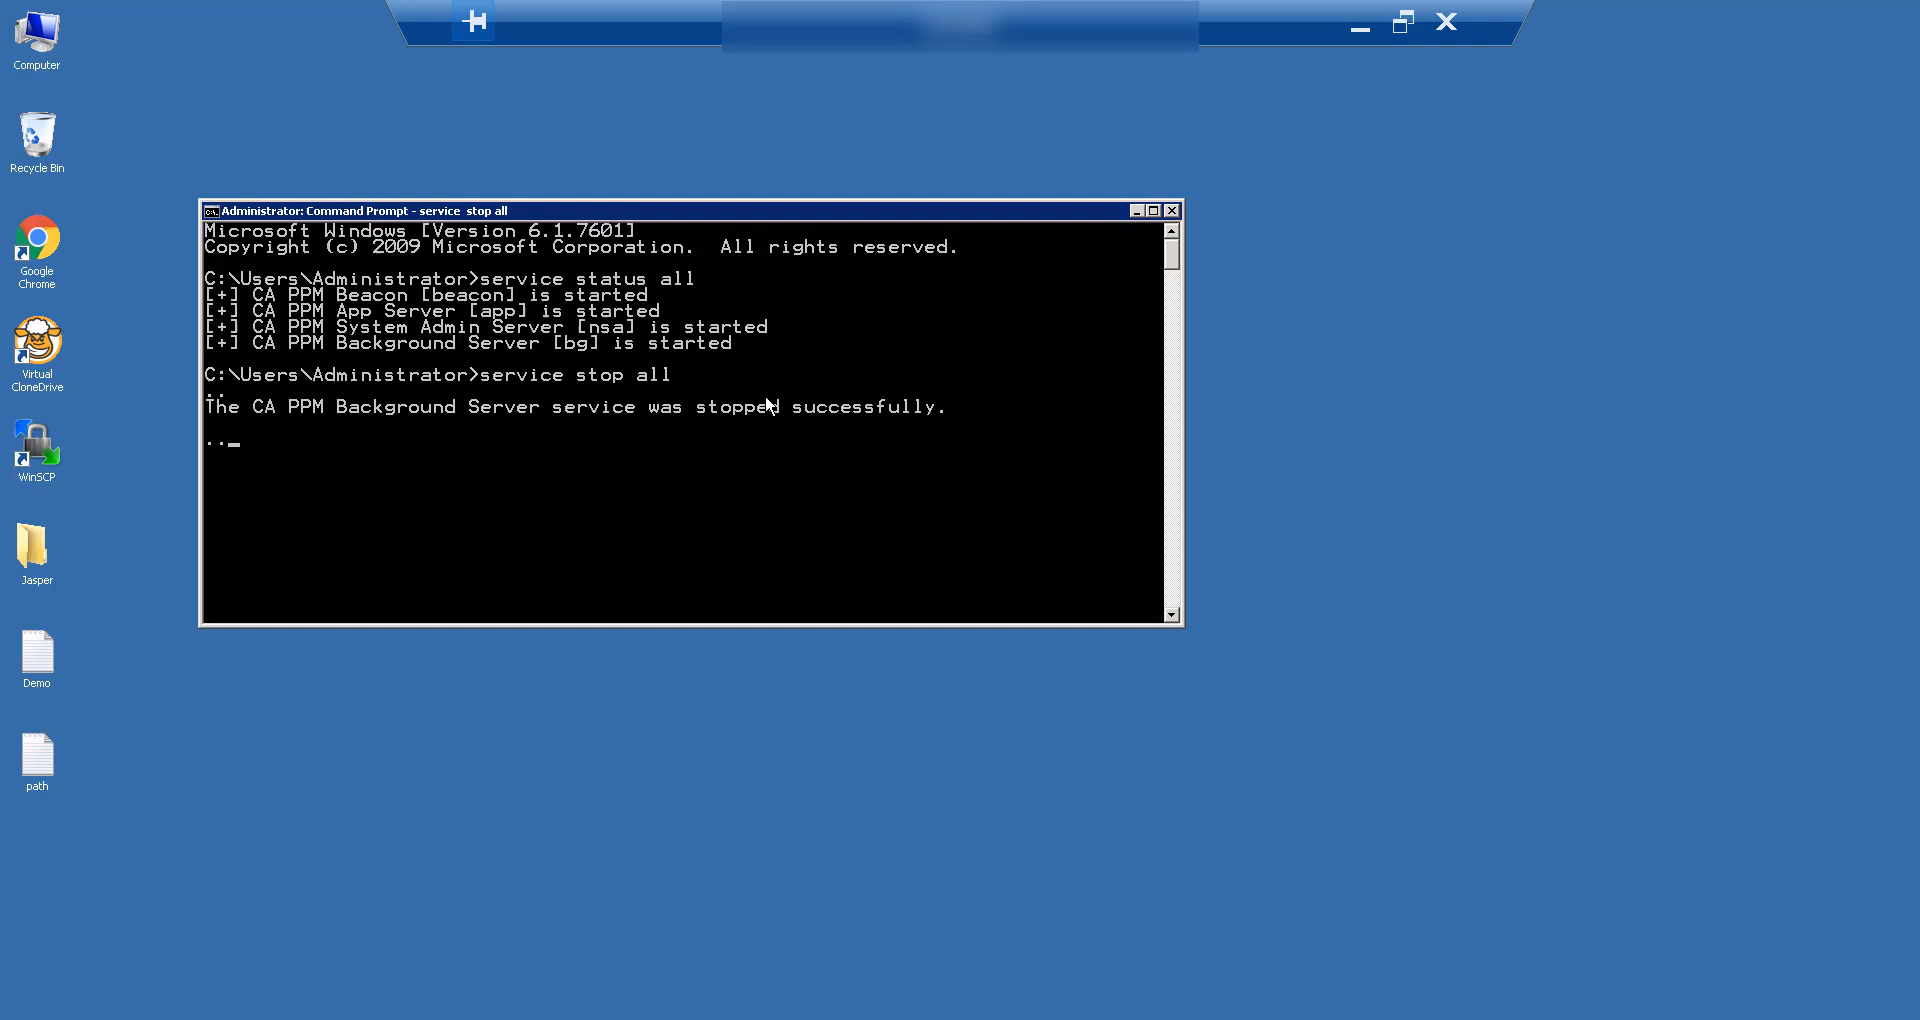 Computer
Recycle Bin
Google
Chrome
Virtual
CloneDrive
WinSCP
Jasper
Demo
path
Administrator: Command Prompt - service  stop all
Microsoft Windows [Version 6.1.7601]
Copyright (c) 2009 Microsoft Corporation.  All rights reserved.
C:\Users\Administrator>service status all
[+] CA PPM Beacon [beacon] is started
[+] CA PPM App Server [app] is started
[+] CA PPM System Admin Server [nsa] is started
[+] CA PPM Background Server [bg] is started
C:\Users\Administrator>service stop all
..
The CA PPM Background Server service was stopped successfully.
.._